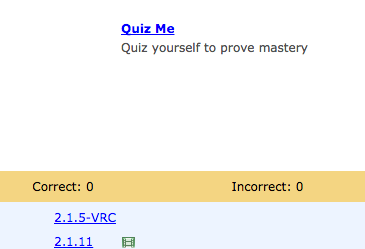 Quiz Me
Quiz yourself to prove mastery
Correct: 0 Incorrect: 0
2.1.5-VRC
2.1.11